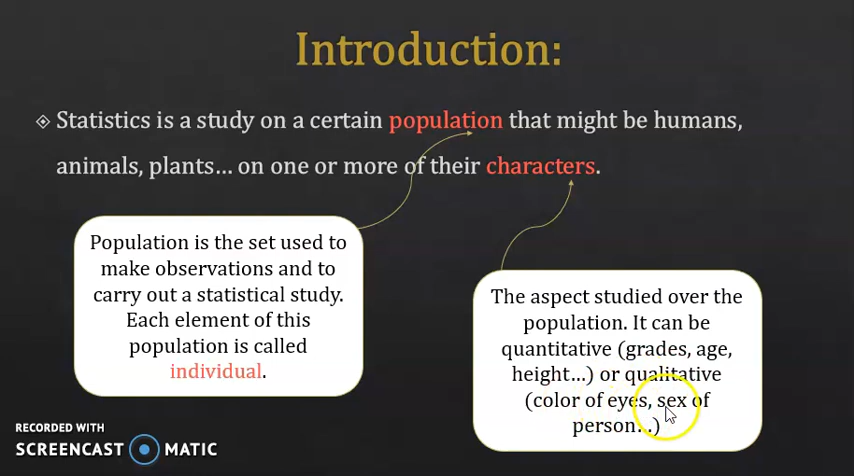 Introduction:
Statistics is a study on a certain population that might be humans,
animals, plants... on one or more of their characters.
Population is the set used to
make observations and to
carry out a statistical study.
Each element of this
population is called
individual.
The aspect studied over the
population. It can be
quantitative (grades, age,
height...) or qualitative
(color of eyes, sex of
person...)
RECORDED WITH
SCREENCAST MATIC